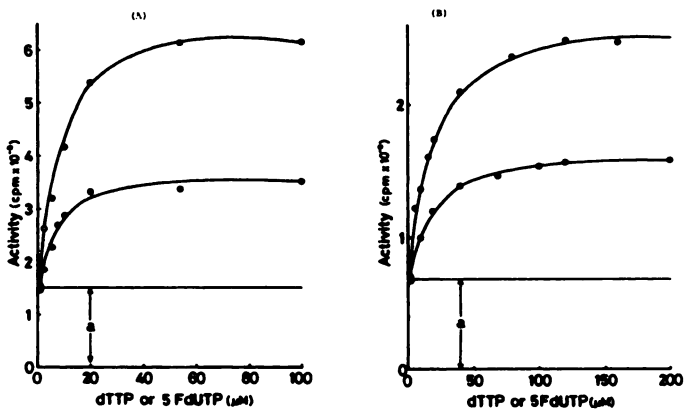 (A)
6
5
4
3
2
1
0
Activity (cpm x 10⁻³)
a
0 20 40 60 80 100
dTTP or 5 FdUTP (μM)
(B)
2
1
0
Activity (cpm x 10⁻³)
a
0 50 100 150 200
dTTP or 5FdUTP (μM)